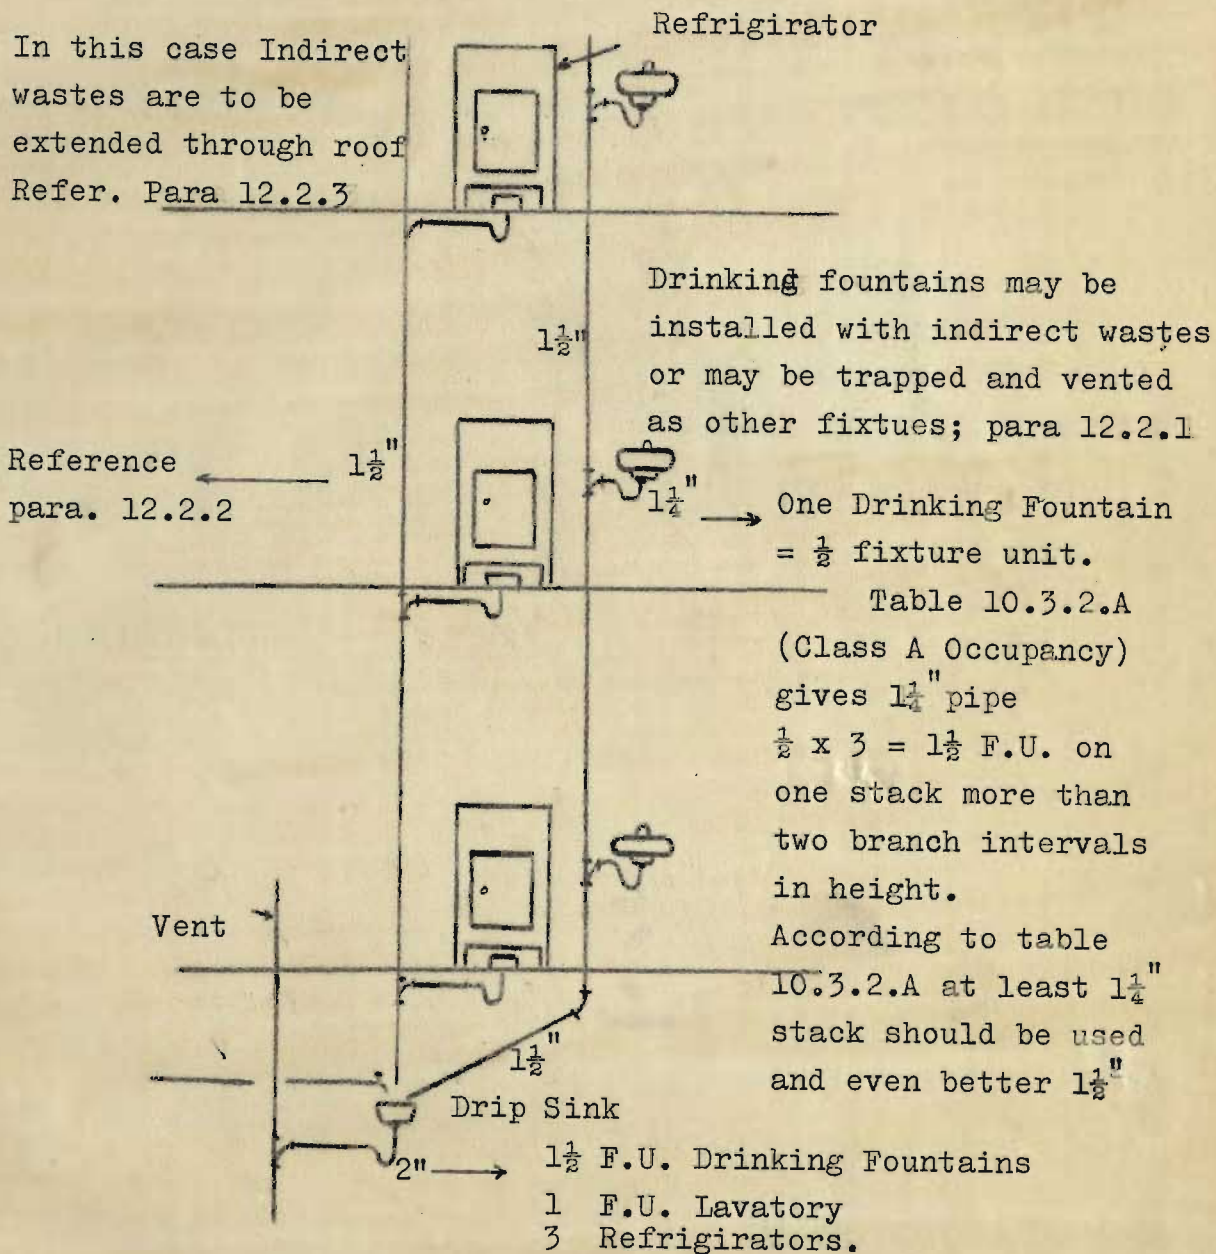 Refrigirator
In this case Indirect
wastes are to be
extended through roof
Refer. Para 12.2.3
Drinking fountains may be
installed with indirect wastes
or may be trapped and vented
as other fixtues; para 12.2.1
1½"
Reference
para. 12.2.2
1½"
1¼"
One Drinking Fountain
= ½ fixture unit.
Table 10.3.2.A
(Class A Occupancy)
gives 1¼" pipe
½ x 3 = 1½ F.U. on
one stack more than
two branch intervals
in height.
According to table
10.3.2.A at least 1¼"
stack should be used
and even better 1½"
Vent
1½"
Drip Sink
2"
1½ F.U. Drinking Fountains
1 F.U. Lavatory
3 Refrigirators.